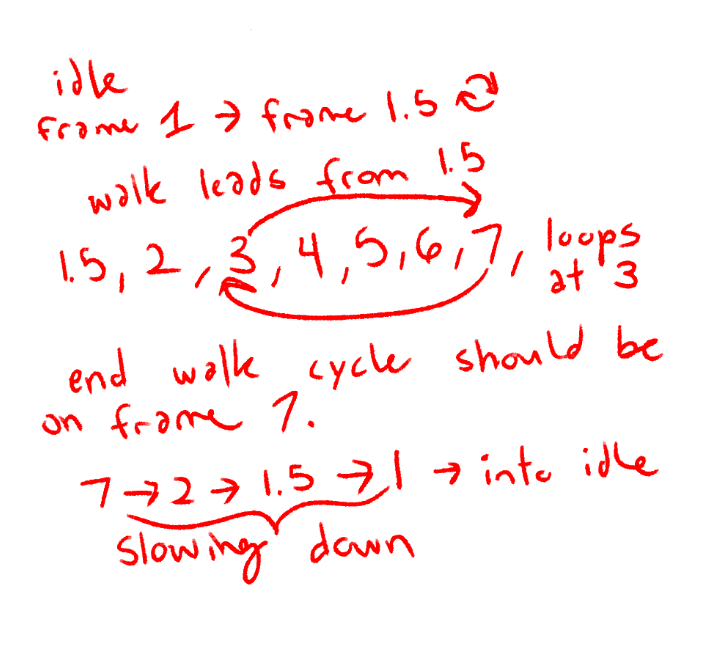 idle
frame 1 → frame 1.5
walk leads from 1.5
1.5, 2, 3, 4, 5, 6, 7, loops at 3
end walk cycle should be
on frame 7.
7 → 2 → 1.5 → 1 → into idle
slowing down